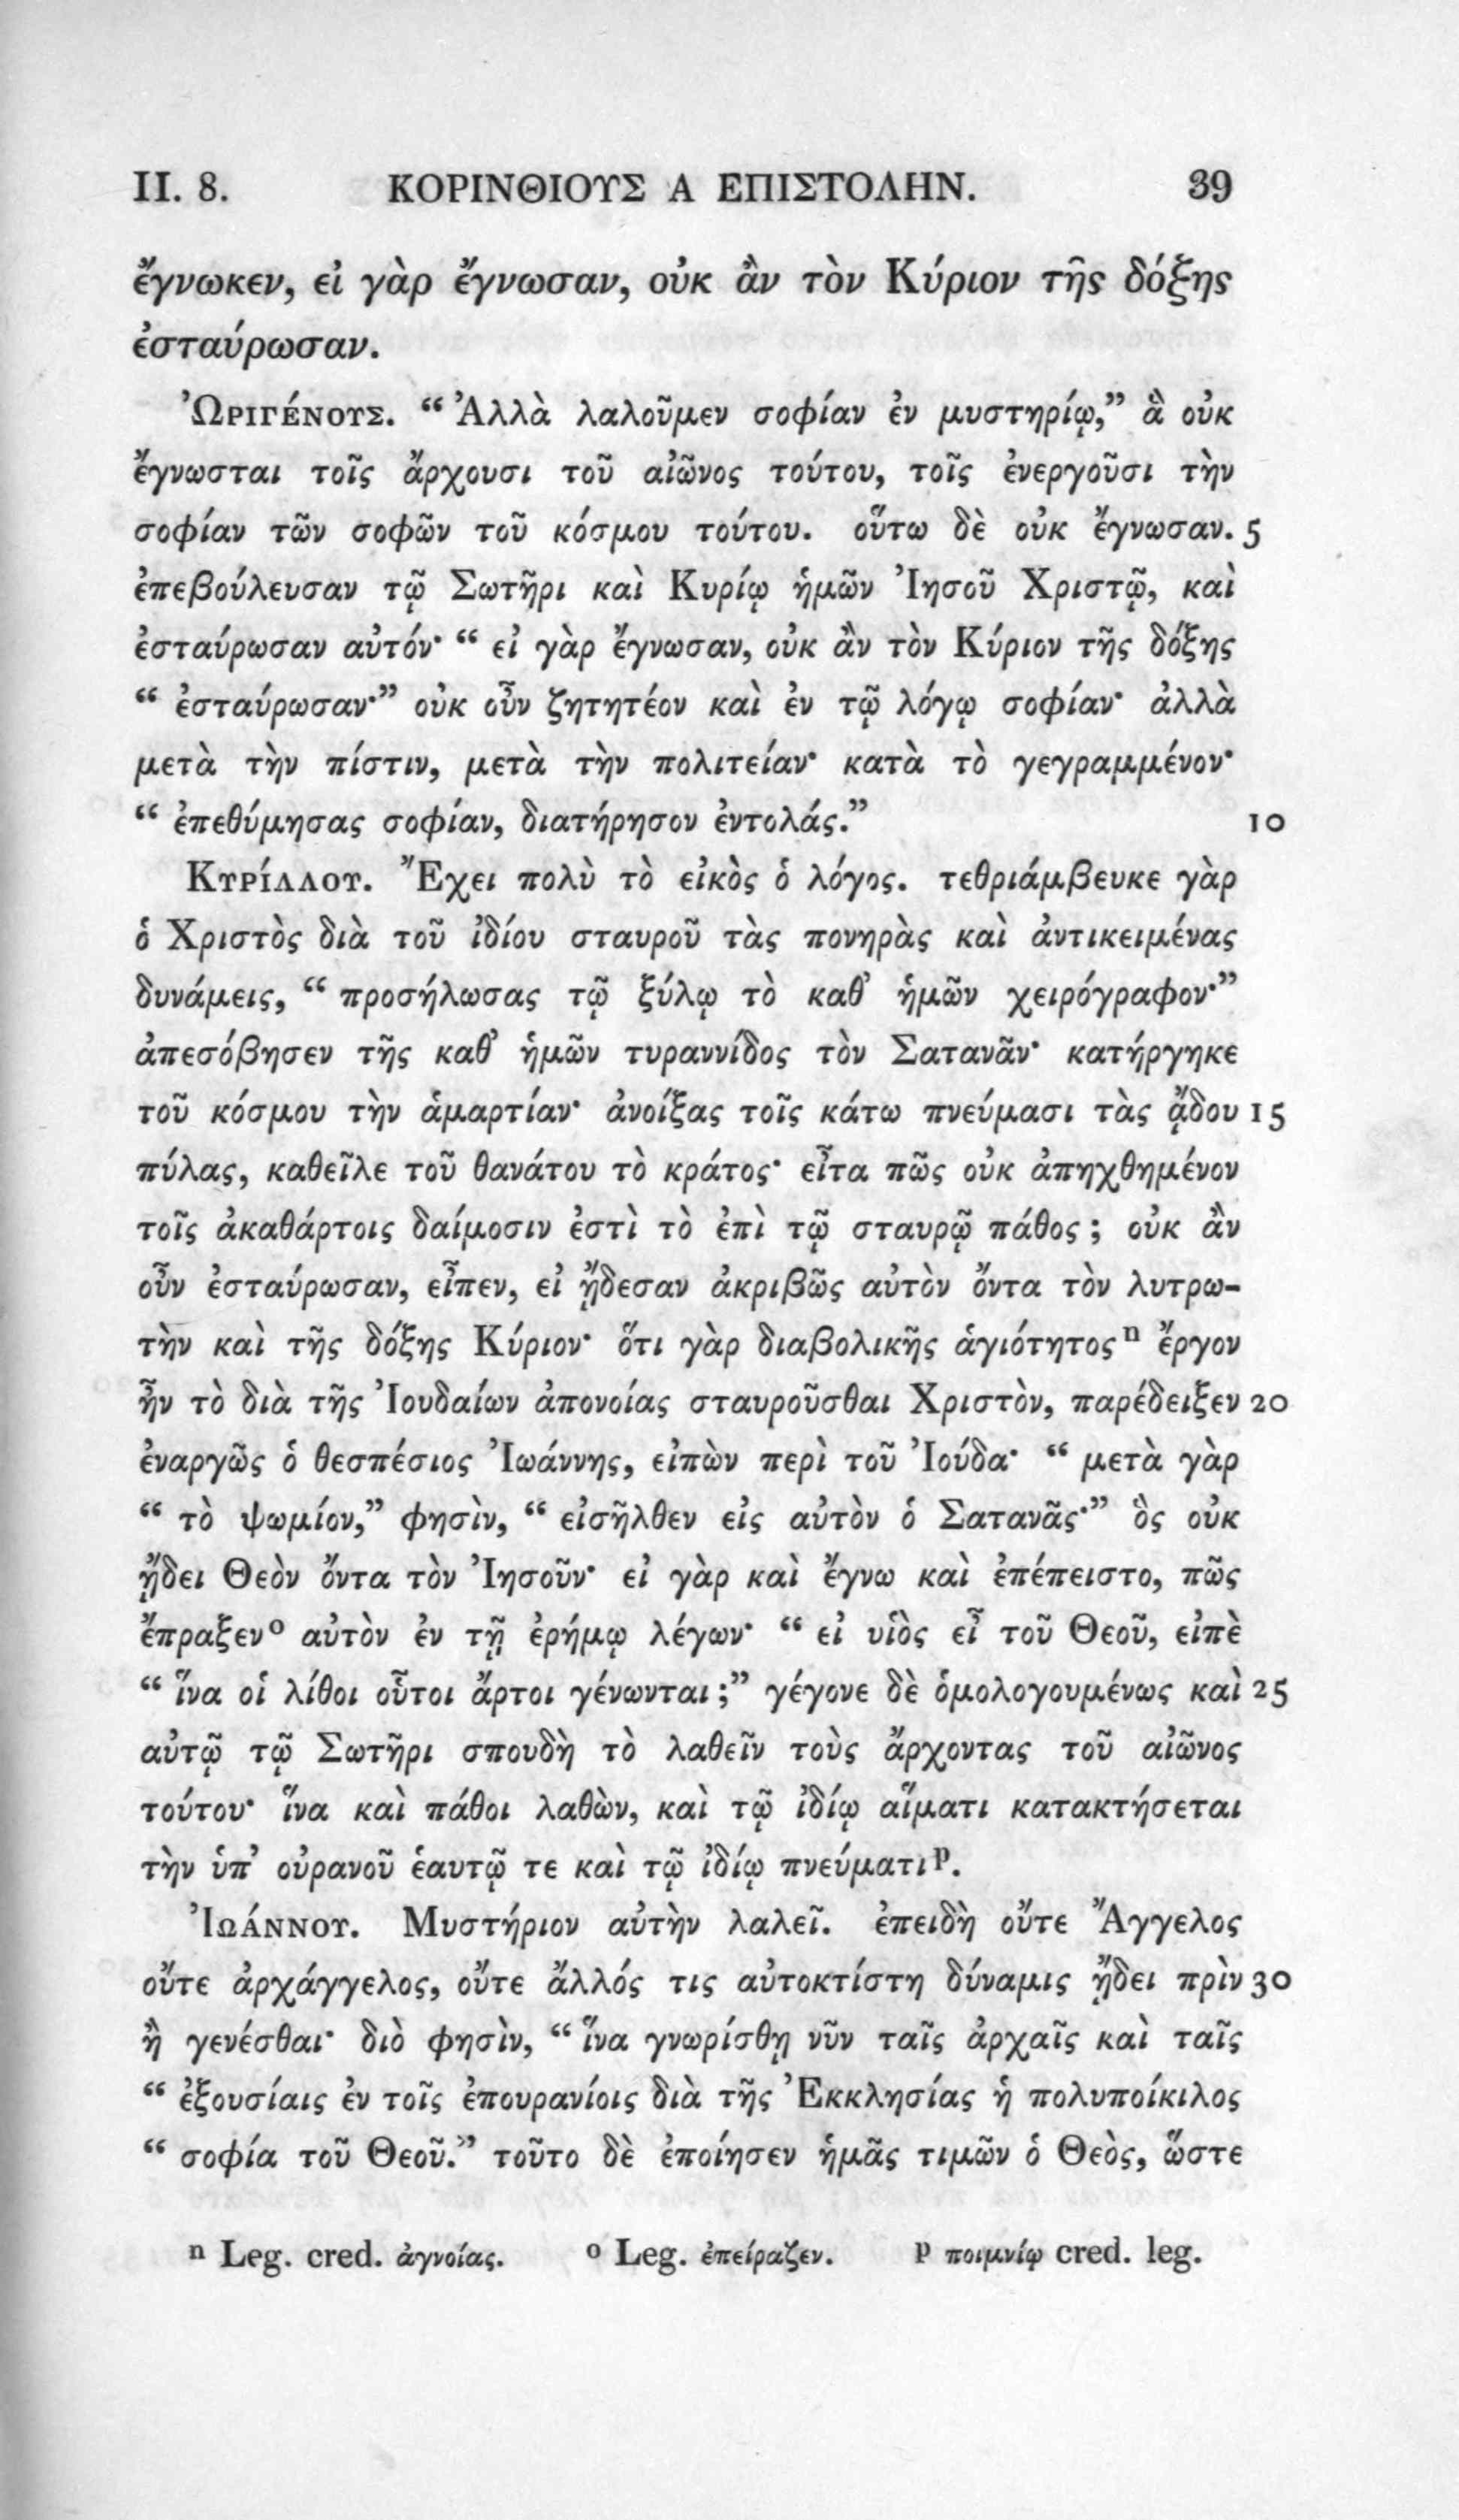 II. 8. ΚΟΡΙΝΘΙΟΥΣ Α ΕΠΙΣΤΟΛΗΝ. 39
ἔγνωκεν, εἰ γὰρ ἔγνωσαν, οὐκ ἂν τὸν Κύριον τῆς δόξης
ἐσταύρωσαν.
ὨΡΙΓΈΝΟΥΣ. “ Ἀλλὰ λαλοῦμεν σοφίαν ἐν μυστηρίῳ,” ἃ οὐκ
ἔγνωσται τοῖς ἄρχουσι τοῦ αἰῶνος τούτου, τοῖς ἐνεργοῦσι τὴν
σοφίαν τῶν σοφῶν τοῦ κόσμου τούτου. οὕτω δὲ οὐκ ἔγνωσαν. 5
ἐπεβούλευσαν τῷ Σωτῆρι καὶ Κυρίῳ ἡμῶν Ἰησοῦ Χριστῷ, καὶ
ἐσταύρωσαν αὐτόν· “ εἰ γὰρ ἔγνωσαν, οὐκ ἂν τὸν Κύριον τῆς δόξης
“ ἐσταύρωσαν·” οὐκ οὖν ζητητέον καὶ ἐν τῷ λόγῳ σοφίαν· ἀλλὰ
μετὰ τὴν πίστιν, μετὰ τὴν πολιτείαν· κατὰ τὸ γεγραμμένον·
“ ἐπεθύμησας σοφίαν, διατήρησον ἐντολάς.” 10
ΚΥΡΊΛΛΟΥ. Ἔχει πολὺ τὸ εἰκὸς ὁ λόγος. τεθριάμβευκε γὰρ
ὁ Χριστὸς διὰ τοῦ ἰδίου σταυροῦ τὰς πονηρὰς καὶ ἀντικειμένας
δυνάμεις, “ προσήλωσας τῷ ξύλῳ τὸ καθ’ ἡμῶν χειρόγραφον·”
ἀπεσόβησεν τῆς καθ’ ἡμῶν τυραννίδος τὸν Σατανᾶν· κατήργηκε
τοῦ κόσμου τὴν ἁμαρτίαν· ἀνοίξας τοῖς κάτω πνεύμασι τὰς ᾅδου 15
πύλας, καθεῖλε τοῦ θανάτου τὸ κράτος· εἶτα πῶς οὐκ ἀπηχθημένον
τοῖς ἀκαθάρτοις δαίμοσιν ἐστὶ τὸ ἐπὶ τῷ σταυρῷ πάθος ; οὐκ ἂν
οὖν ἐσταύρωσαν, εἶπεν, εἰ ᾔδεσαν ἀκριβῶς αὐτὸν ὄντα τὸν λυτρω-
τὴν καὶ τῆς δόξης Κύριον· ὅτι γὰρ διαβολικῆς ἁγιότητος ⁿ ἔργον
ἦν τὸ διὰ τῆς Ἰουδαίων ἀπονοίας σταυροῦσθαι Χριστὸν, παρέδειξεν 20
ἐναργῶς ὁ θεσπέσιος Ἰωάννης, εἰπὼν περὶ τοῦ Ἰούδα· “ μετὰ γὰρ
“ τὸ ψωμίον,” φησὶν, “ εἰσῆλθεν εἰς αὐτὸν ὁ Σατανᾶς·” ὃς οὐκ
ᾔδει Θεὸν ὄντα τὸν Ἰησοῦν· εἰ γὰρ καὶ ἔγνω καὶ ἐπέπειστο, πῶς
ἔπραξεν ᵒ αὐτὸν ἐν τῇ ἐρήμῳ λέγων· “ εἰ υἱὸς εἶ τοῦ Θεοῦ, εἰπὲ
“ ἵνα οἱ λίθοι οὗτοι ἄρτοι γένωνται ;” γέγονε δὲ ὁμολογουμένως καὶ 25
αὐτῷ τῷ Σωτῆρι σπουδὴ τὸ λαθεῖν τοὺς ἄρχοντας τοῦ αἰῶνος
τούτου· ἵνα καὶ πάθοι λαθὼν, καὶ τῷ ἰδίῳ αἵματι κατακτήσεται
τὴν ὑπ’ οὐρανοῦ ἑαυτῷ τε καὶ τῷ ἰδίῳ πνεύματι ᵖ.
ἸΩΆΝΝΟΥ. Μυστήριον αὐτὴν λαλεῖ. ἐπειδὴ οὔτε Ἄγγελος
οὔτε ἀρχάγγελος, οὔτε ἄλλός τις αὐτοκτίστη δύναμις ᾔδει πρὶν 30
ἢ γενέσθαι· διὸ φησὶν, “ ἵνα γνωρίσθῃ νῦν ταῖς ἀρχαῖς καὶ ταῖς
“ ἐξουσίαις ἐν τοῖς ἐπουρανίοις διὰ τῆς Ἐκκλησίας ἡ πολυποίκιλος
“ σοφία τοῦ Θεοῦ.” τοῦτο δὲ ἐποίησεν ἡμᾶς τιμῶν ὁ Θεὸς, ὥστε
ⁿ Leg. cred. ἀγνοίας. ᵒ Leg. ἐπείραζεν. ᵖ ποιμνίῳ cred. leg.